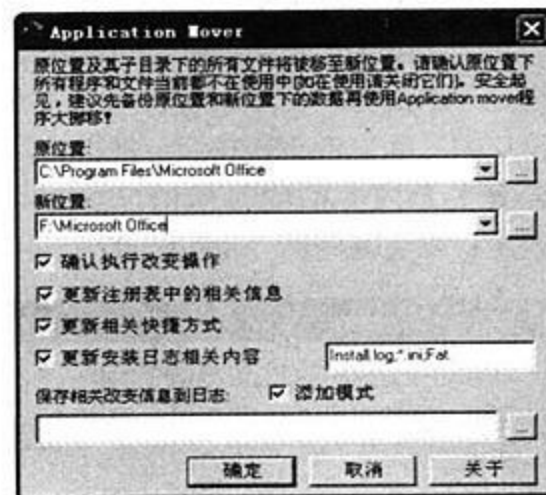 Application Mover
原位置及其子目录下的所有文件将被移至新位置。请确认原位置下
所有程序和文件当前都不在使用中(如在使用请关闭它们)。安全起
见，建议先备份原位置和新位置下的数据再使用Application mover程
序大挪移!
原位置:
C:\Program Files\Microsoft Office
...
新位置:
F:\Microsoft Office
...
确认执行改变操作
更新注册表中的相关信息
更新相关快捷方式
更新安装日志相关内容
Install.log;*.ini;Fat.
保存相关改变信息到日志:
添加模式
...
确定
取消
关于